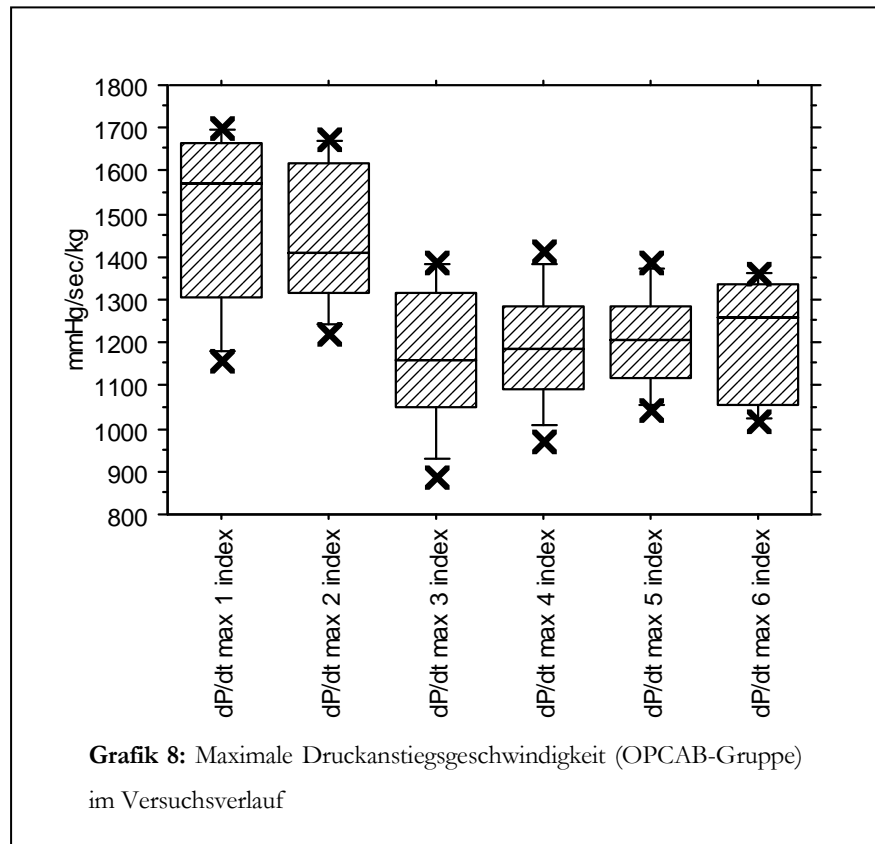 1800
1700
1600
1500
1400
1300
1200
1100
1000
900
800
mmHg/sec/kg
dP/dt max 1 index
dP/dt max 2 index
dP/dt max 3 index
dP/dt max 4 index
dP/dt max 5 index
dP/dt max 6 index
Grafik 8: Maximale Druckanstiegsgeschwindigkeit (OPCAB-Gruppe)
im Versuchsverlauf